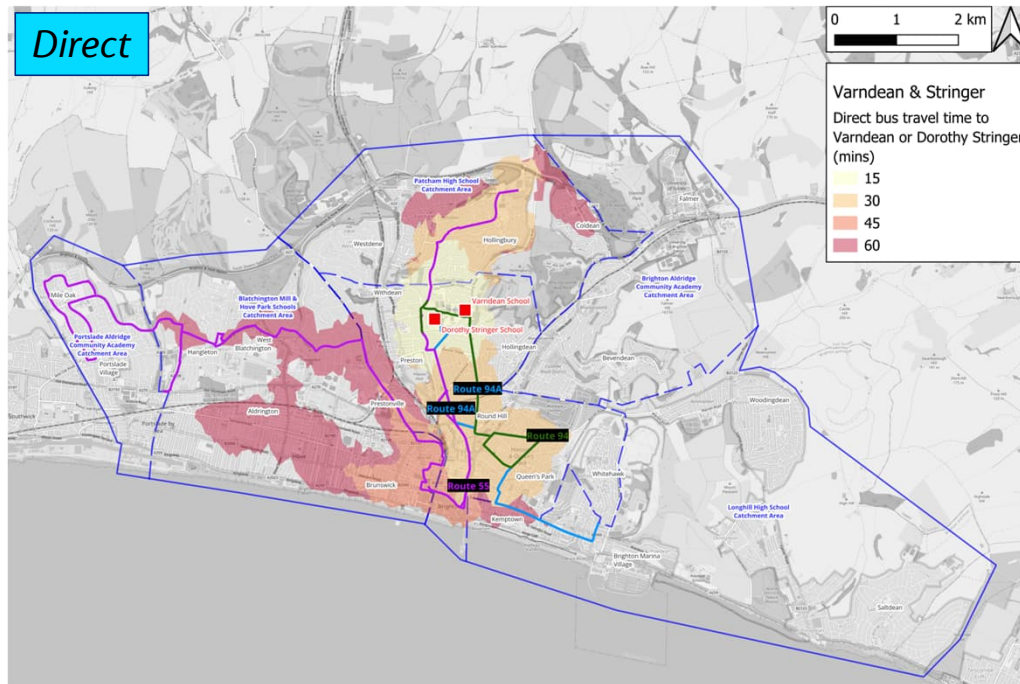 Direct
0 1 2 km
Varndean & Stringer
Direct bus travel time to
Varndean or Dorothy Stringer
(mins)
15
30
45
60
Patcham High School
Catchment Area
Falmer
Coldean
Westdene
Hollingbury
Mile Oak
Brighton Aldridge
Community Academy
Catchment Area
Withdean
Blatchington Mill &
Hove Park Schools
Catchment Area
Varndean School
Dorothy Stringer School
Portslade Aldridge
Community Academy
Catchment Area
Hangleton
West
Blatchington
Hollingdean
Preston
Bevendean
Portslade
Village
Route 94A
Prestonville
Woodingdean
Southwick
Aldrington
Route 94A
Round Hill
Portslade by
Sea
Route 94
Queen's Park
Whitehawk
Brunswick
Route 55
Longhill High School
Catchment Area
Kemptown
Brighton Marina
Village
Saltdean